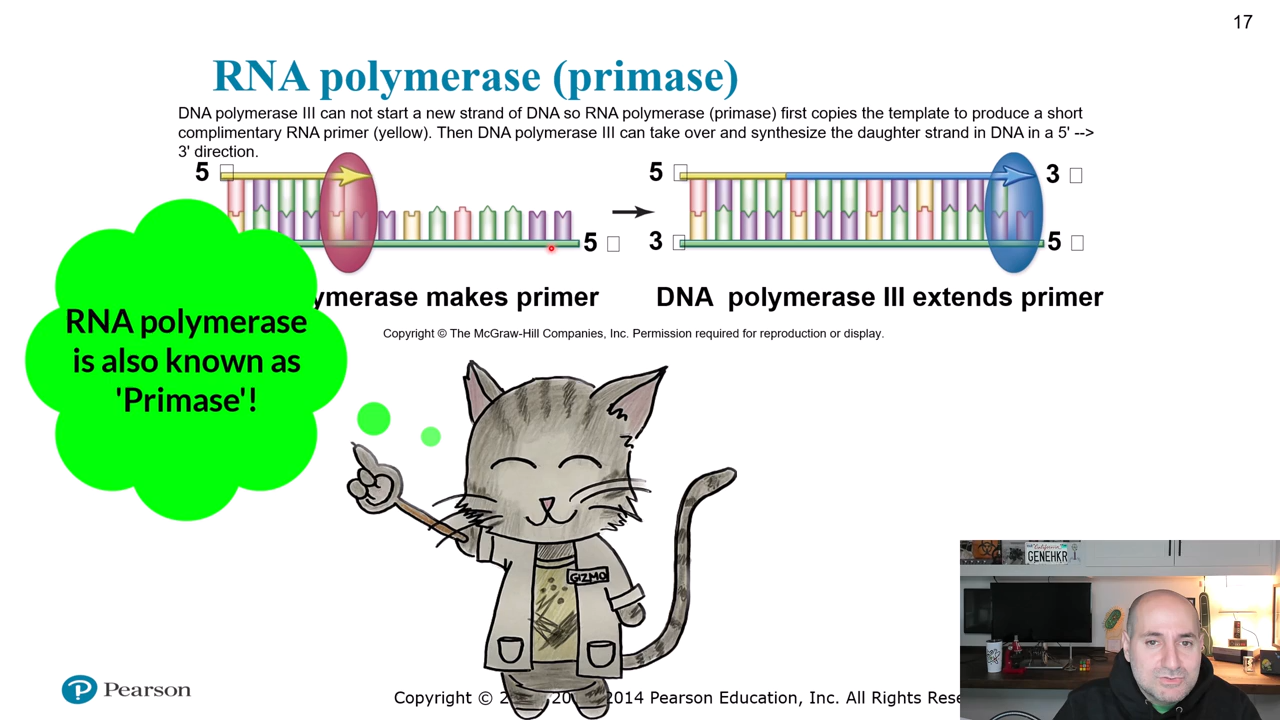 17
RNA polymerase (primase)
DNA polymerase III can not start a new strand of DNA so RNA polymerase (primase) first copies the template to produce a short
complimentary RNA primer (yellow). Then DNA polymerase III can take over and synthesize the daughter strand in DNA in a 5' -->
3' direction.
5 □ 5 □ 3 □
5 □ 3 □ 5 □
makes primer DNA polymerase III extends primer
Copyright © The McGraw-Hill Companies, Inc. Permission required for reproduction or display.
RNA polymerase
is also known as
'Primase'!
GIZMO
California
GENEHKR
Pearson
Copyright © 2014 Pearson Education, Inc. All Rights